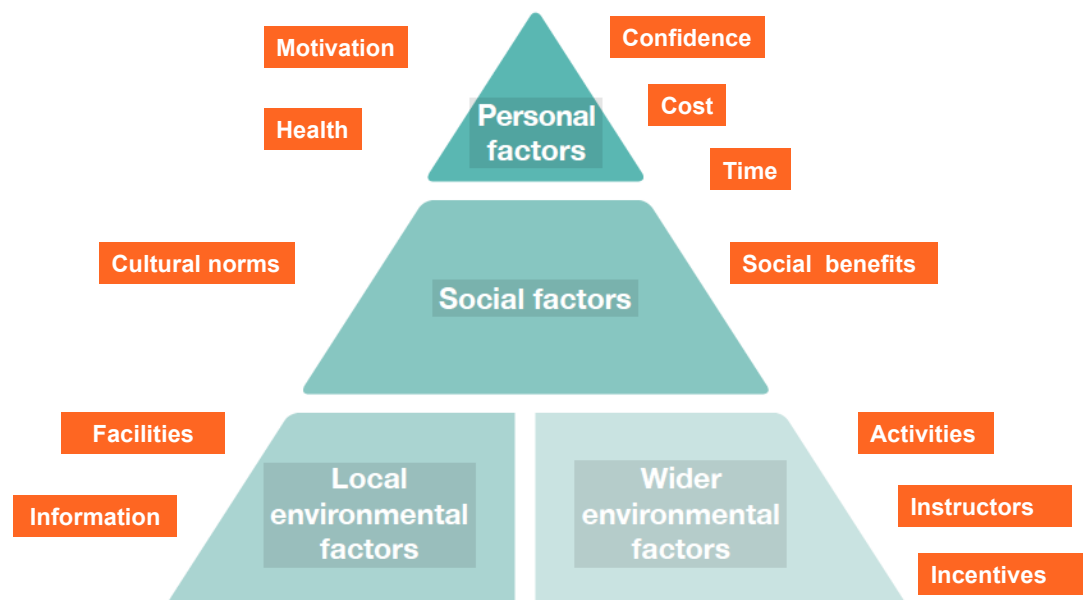 Motivation
Confidence
Cost
Personal
factors
Health
Time
Cultural norms
Social benefits
Social factors
Facilities
Activities
Local
environmental
factors
Wider
environmental
factors
Information
Instructors
Incentives